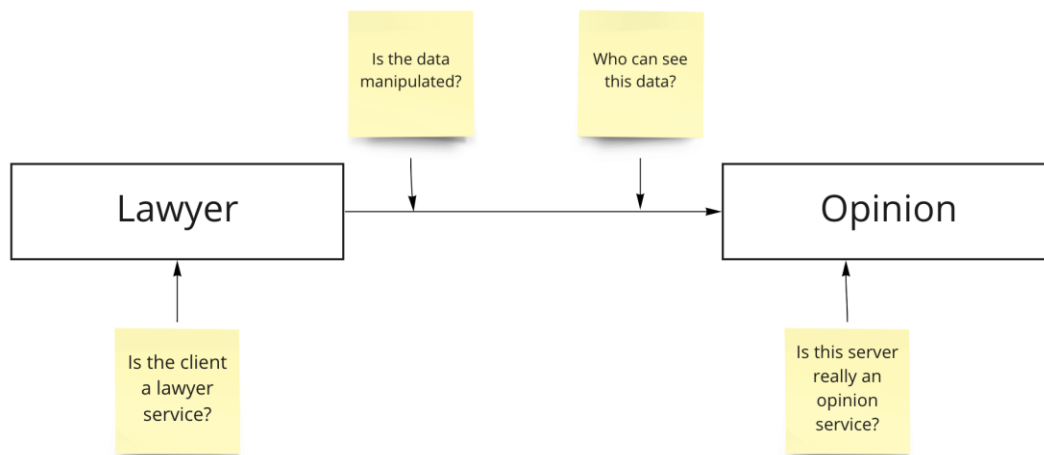 Is the data
manipulated?
Who can see
this data?
Lawyer
Opinion
Is the client
a lawyer
service?
Is this server
really an
opinion
service?